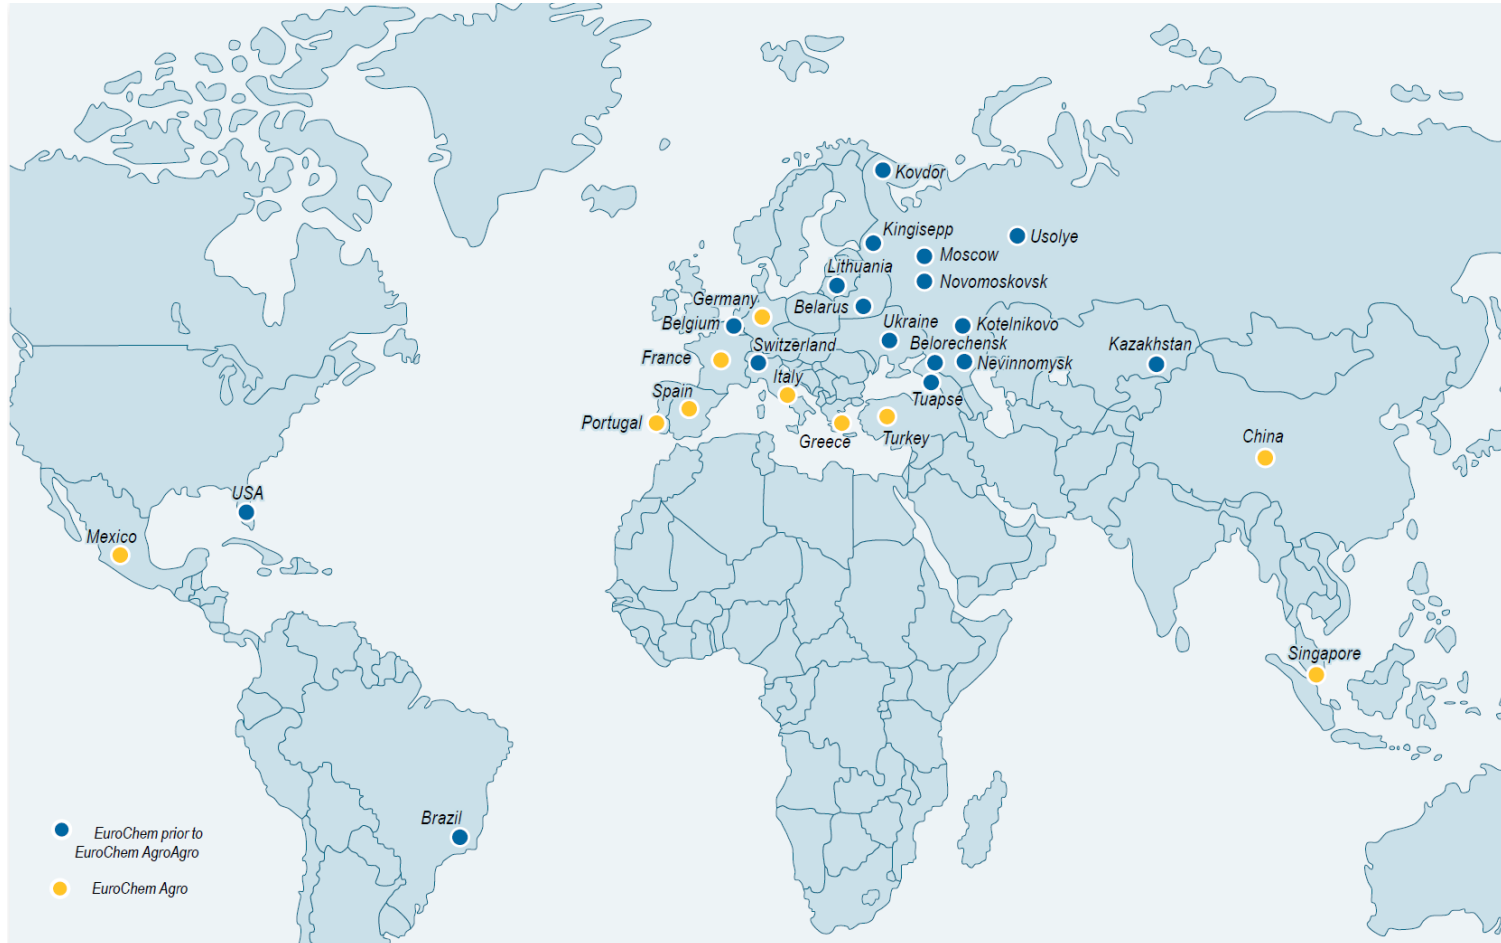 Kovdor
Kingisepp
Usolye
Moscow
Lithuania
Novomoskovsk
Germany
Belarus
Belgium
Ukraine
Kotelnikovo
Switzerland
Belorechensk
Kazakhstan
France
Nevinnomysk
Italy
Spain
Tuapse
Portugal
Greece
Turkey
China
USA
Mexico
Singapore
Brazil
EuroChem prior to
EuroChem AgroAgro
EuroChem Agro